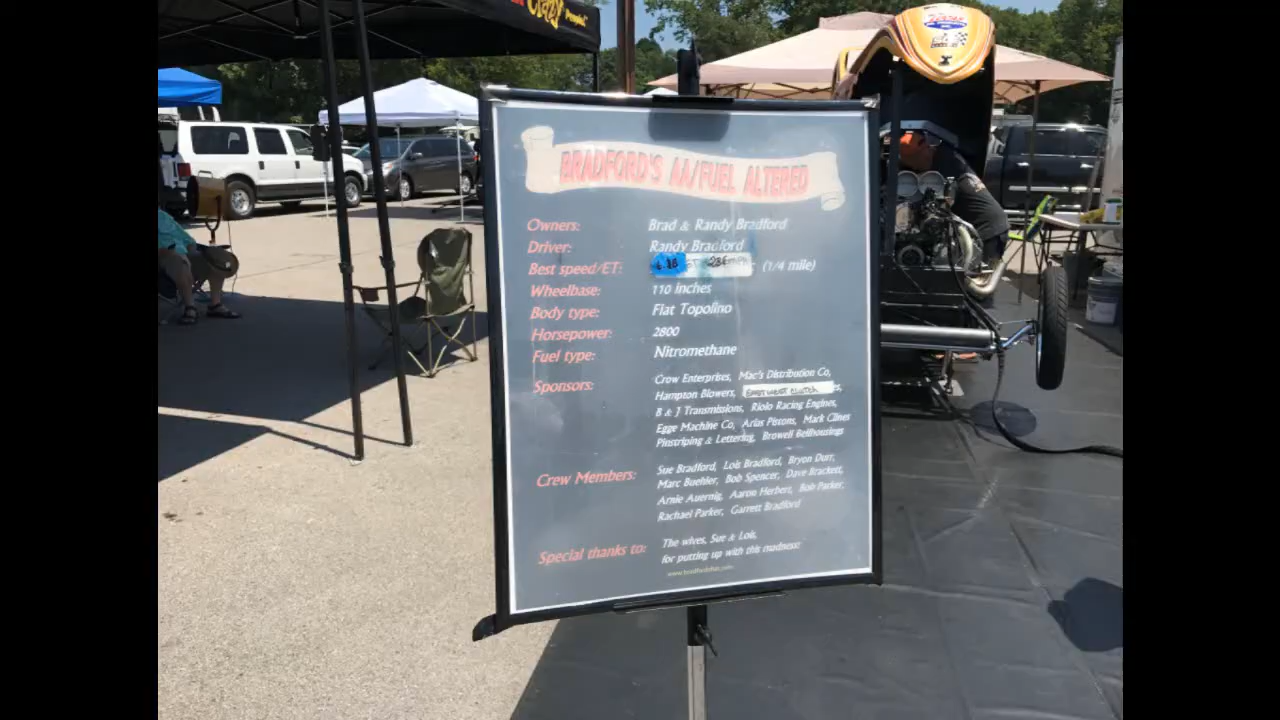 Crazy
BRADFORD'S AA/FUEL ALTERED
Owners: Brad & Randy Bradford
Driver: Randy Bradford
Best speed/ET: (1/4 mile)
Wheelbase: 110 inches
Body type: Flat Topolino
Horsepower: 2800
Fuel type: Nitromethane
Sponsors: Crow Enterprises, Mac's Distribution Co,
Hampton Blowers, East West Clutch
B & J Transmissions, Riolo Racing Engines,
Egge Machine Co, Arias Pistons, Mark Clines
Pinstriping & Lettering, Browell Bellhousings
Crew Members: Sue Bradford, Lois Bradford, Bryon Durr,
Marc Buehler, Bob Spencer, Dave Brackett,
Arnie Auernig, Aaron Herbert, Bob Parker,
Rachael Parker, Garrett Bradford
Special thanks to: The wives, Sue & Lois,
for putting up with this madness!